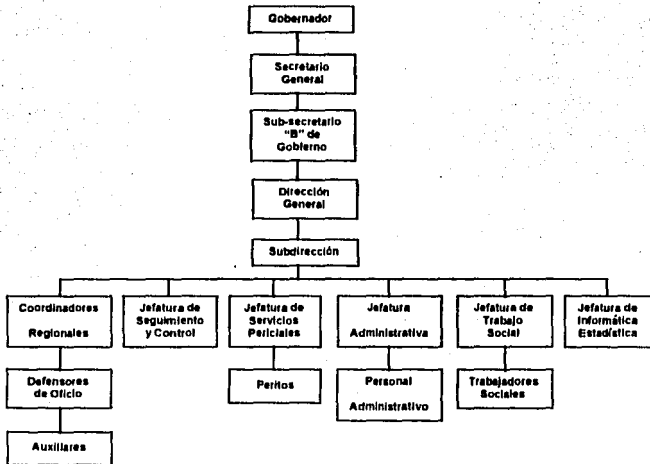 Gobernador
Secretario
General
Sub-secretario
"B" de
Gobierno
Dirección
General
Subdirección
Coordinadores
Regionales
Jefatura de
Seguimiento
y Control
Jefatura de
Servicios
Periciales
Jefatura
Administrativa
Jefatura de
Trabajo
Social
Jefatura de
Informática
Estadística
Defensores
de Oficio
Peritos
Personal
Administrativo
Trabajadores
Sociales
Auxiliares